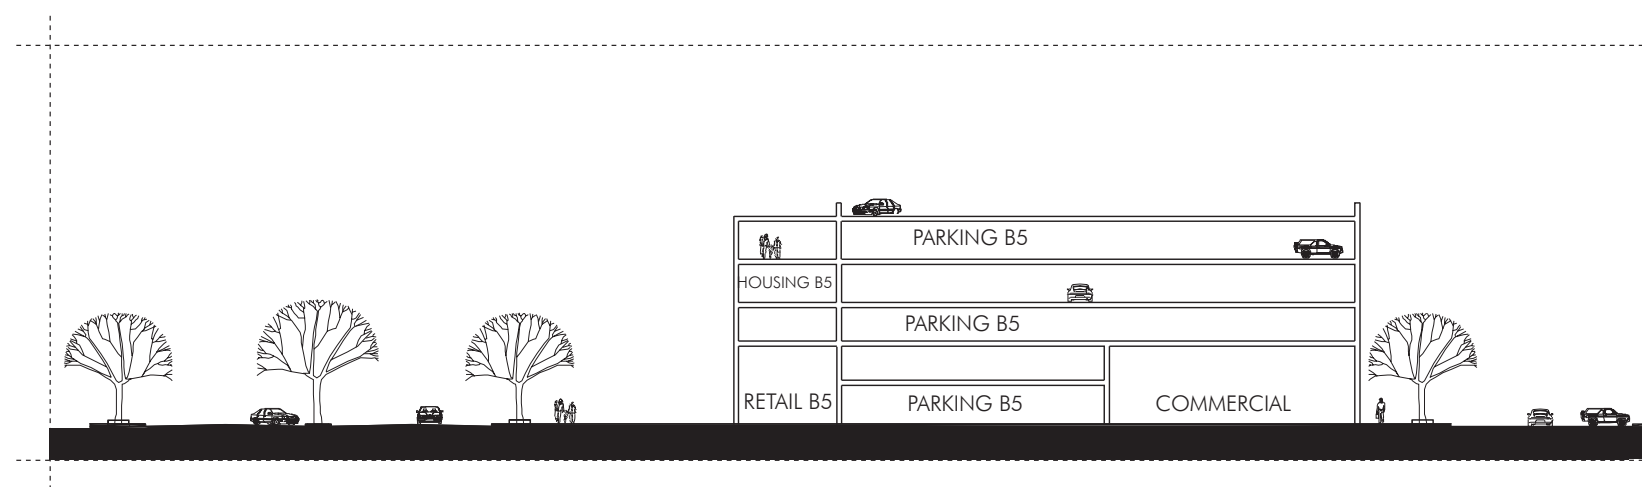 PARKING B5
HOUSING B5
PARKING B5
RETAIL B5
PARKING B5
COMMERCIAL